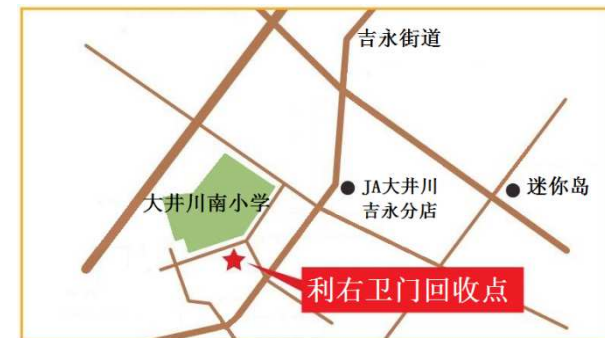 吉永街道
JA大井川
吉永分店
迷你岛
大井川南小学
利右卫门回收点